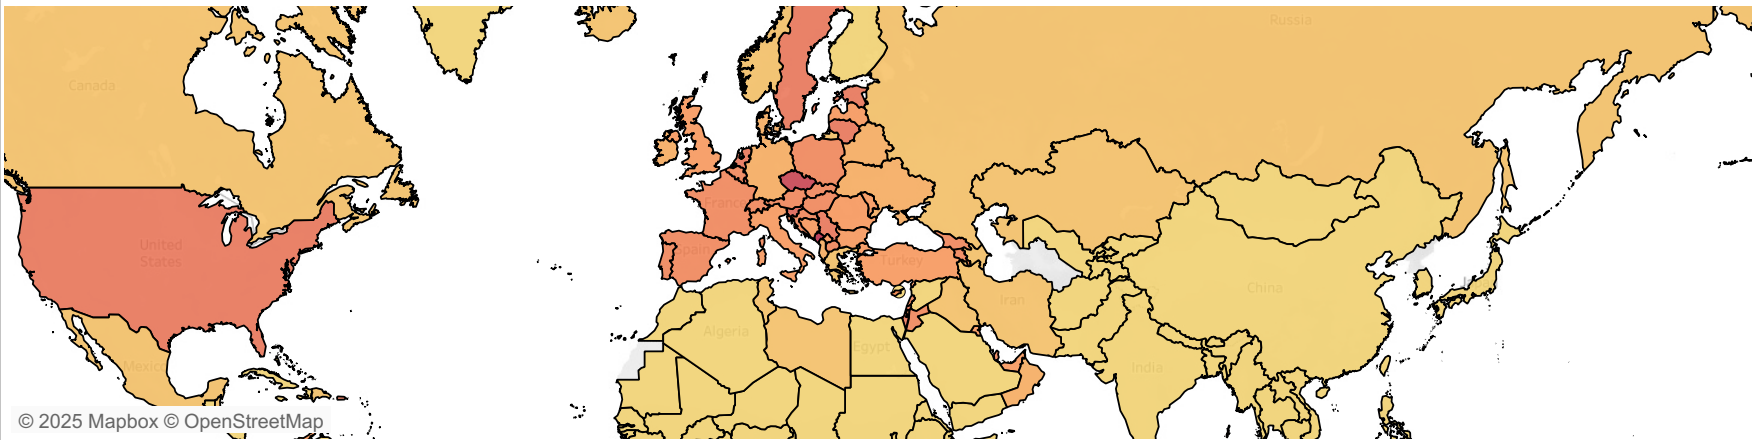 Russia
Canada
France
United
States
Spain
Turkey
China
Iran
Algeria
Egypt
Mexico
India
© 2025 Mapbox © OpenStreetMap